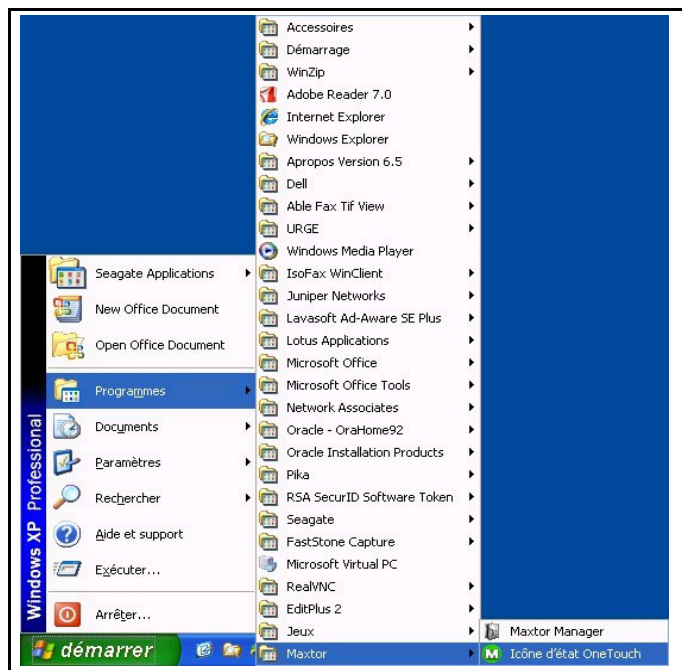 Accessoires
Démarrage
WinZip
Adobe Reader 7.0
Internet Explorer
Windows Explorer
Apropos Version 6.5
Dell
Able Fax Tif View
URGE
Windows Media Player
IsoFax WinClient
Juniper Networks
Lavasoft Ad-Aware SE Plus
Lotus Applications
Microsoft Office
Microsoft Office Tools
Network Associates
Oracle - OraHome92
Oracle Installation Products
Pika
RSA SecurID Software Token
Seagate
FastStone Capture
Microsoft Virtual PC
RealVNC
EditPlus 2
Jeux
Maxtor
Seagate Applications
New Office Document
Open Office Document
Programmes
Documents
Paramètres
Rechercher
Aide et support
Exécuter...
Arrêter...
Windows XP Professional
démarrer
Maxtor Manager
Icône d'état OneTouch